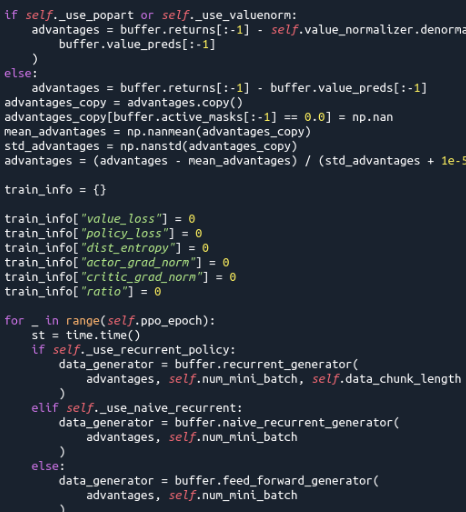 if self._use_popart or self._use_valuenorm:
    advantages = buffer.returns[:-1] - self.value_normalizer.denorma
        buffer.value_preds[:-1]
    )
else:
    advantages = buffer.returns[:-1] - buffer.value_preds[:-1]
advantages_copy = advantages.copy()
advantages_copy[buffer.active_masks[:-1] == 0.0] = np.nan
mean_advantages = np.nanmean(advantages_copy)
std_advantages = np.nanstd(advantages_copy)
advantages = (advantages - mean_advantages) / (std_advantages + 1e-5

train_info = {}

train_info["value_loss"] = 0
train_info["policy_loss"] = 0
train_info["dist_entropy"] = 0
train_info["actor_grad_norm"] = 0
train_info["critic_grad_norm"] = 0
train_info["ratio"] = 0

for _ in range(self.ppo_epoch):
    st = time.time()
    if self._use_recurrent_policy:
        data_generator = buffer.recurrent_generator(
            advantages, self.num_mini_batch, self.data_chunk_length
        )
    elif self._use_naive_recurrent:
        data_generator = buffer.naive_recurrent_generator(
            advantages, self.num_mini_batch
        )
    else:
        data_generator = buffer.feed_forward_generator(
            advantages, self.num_mini_batch
        )